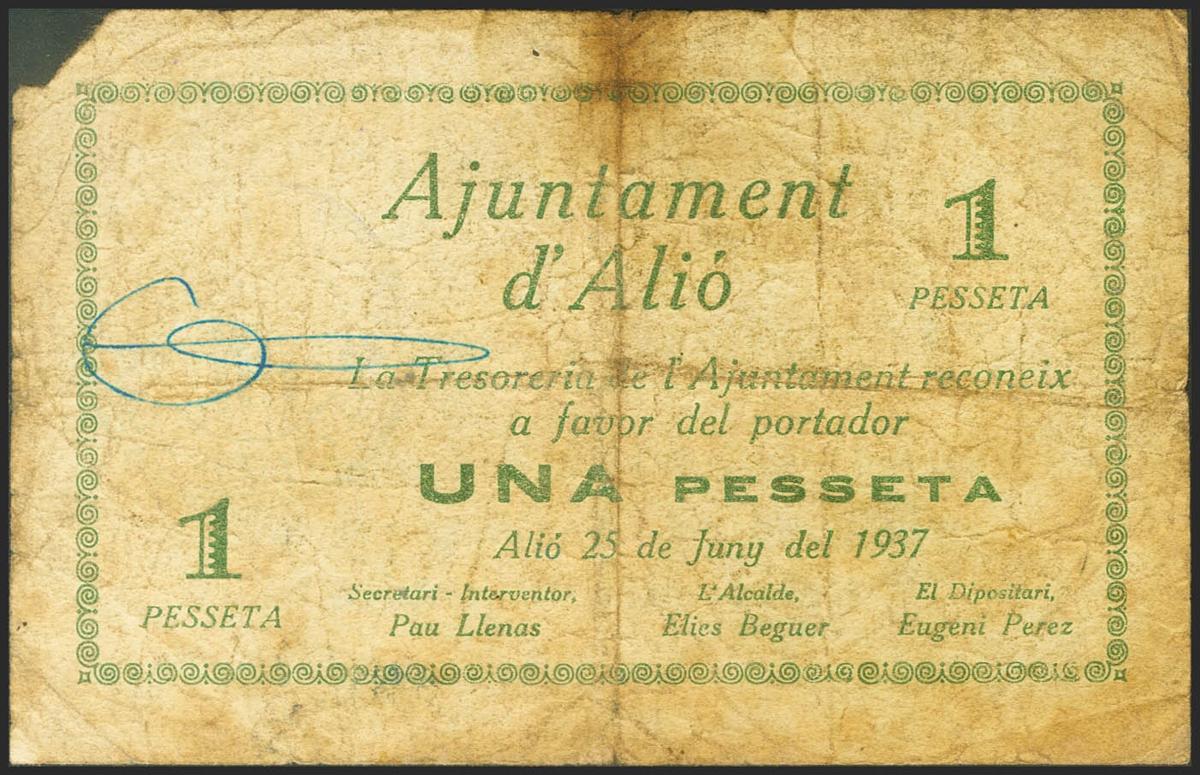 Ajuntament
d'Alió
1
PESSETA
La Tresoreria de l'Ajuntament reconeix
a favor del portador
UNA PESSETA
Alió 25 de Juny del 1937
1
PESSETA
Secretari - Interventor,
Pau Llenas
L'Alcalde,
Elies Beguer
El Dipositari,
Eugeni Perez